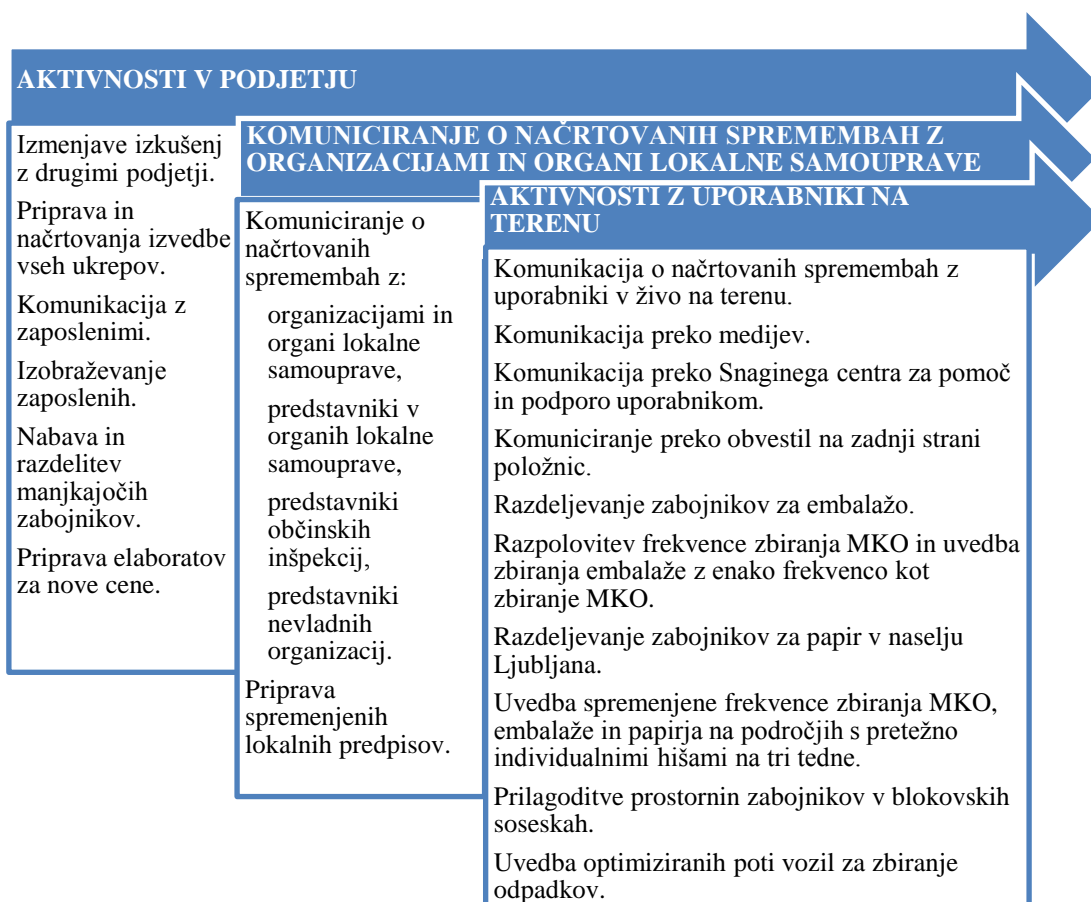 AKTIVNOSTI V PODJETJU
Izmenjave izkušenj
z drugimi podjetji.
Priprava in
načrtovanja izvedbe
vseh ukrepov.
Komunikacija z
zaposlenimi.
Izobraževanje
zaposlenih.
Nabava in
razdelitev
manjkajočih
zabojnikov.
Priprava elaboratov
za nove cene.
KOMUNICIRANJE O NAČRTOVANIH SPREMEMBAH Z
ORGANIZACIJAMI IN ORGANI LOKALNE SAMOUPRAVE
Komuniciranje o
načrtovanih
spremembah z:
organizacijami in
organi lokalne
samouprave,
predstavniki v
organih lokalne
samouprave,
predstavniki
občinskih
inšpekcij,
predstavniki
nevladnih
organizacij.
Priprava
spremenjenih
lokalnih predpisov.
AKTIVNOSTI Z UPORABNIKI NA
TERENU
Komunikacija o načrtovanih spremembah z
uporabniki v živo na terenu.
Komunikacija preko medijev.
Komunikacija preko Snaginega centra za pomoč
in podporo uporabnikom.
Komuniciranje preko obvestil na zadnji strani
položnic.
Razdeljevanje zabojnikov za embalažo.
Razpolovitev frekvence zbiranja MKO in uvedba
zbiranja embalaže z enako frekvenco kot
zbiranje MKO.
Razdeljevanje zabojnikov za papir v naselju
Ljubljana.
Uvedba spremenjene frekvence zbiranja MKO,
embalaže in papirja na področjih s pretežno
individualnimi hišami na tri tedne.
Prilagoditve prostornin zabojnikov v blokovskih
soseskah.
Uvedba optimiziranih poti vozil za zbiranje
odpadkov.